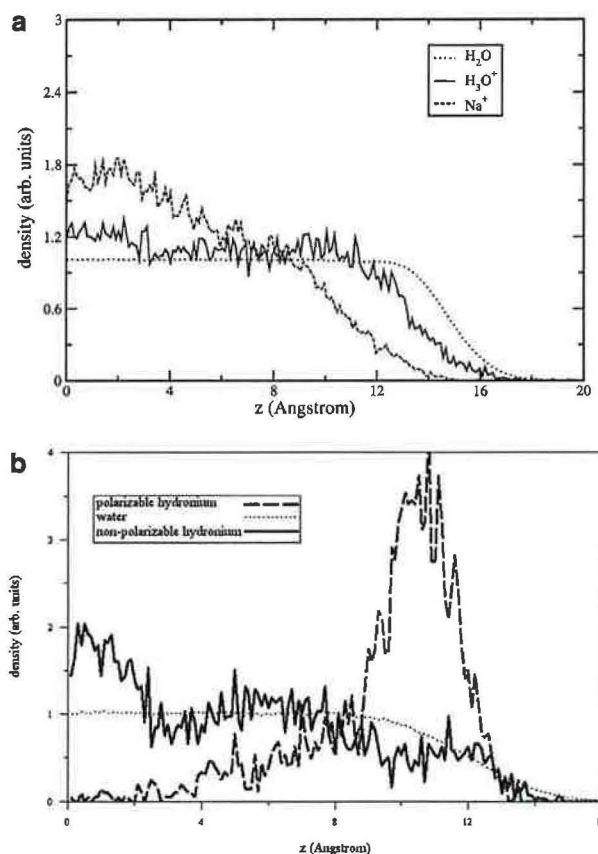 a
3
H2O
H3O+
Na+
2.4
1.8
1.2
0.6
0
density (arb. units)
0 4 8 12 16 20
z (Angstrom)
b
4
polarizable hydronium
water
non-polarizable hydronium
3
2
1
0
density (arb. units)
0 4 8 12
z (Angstrom)